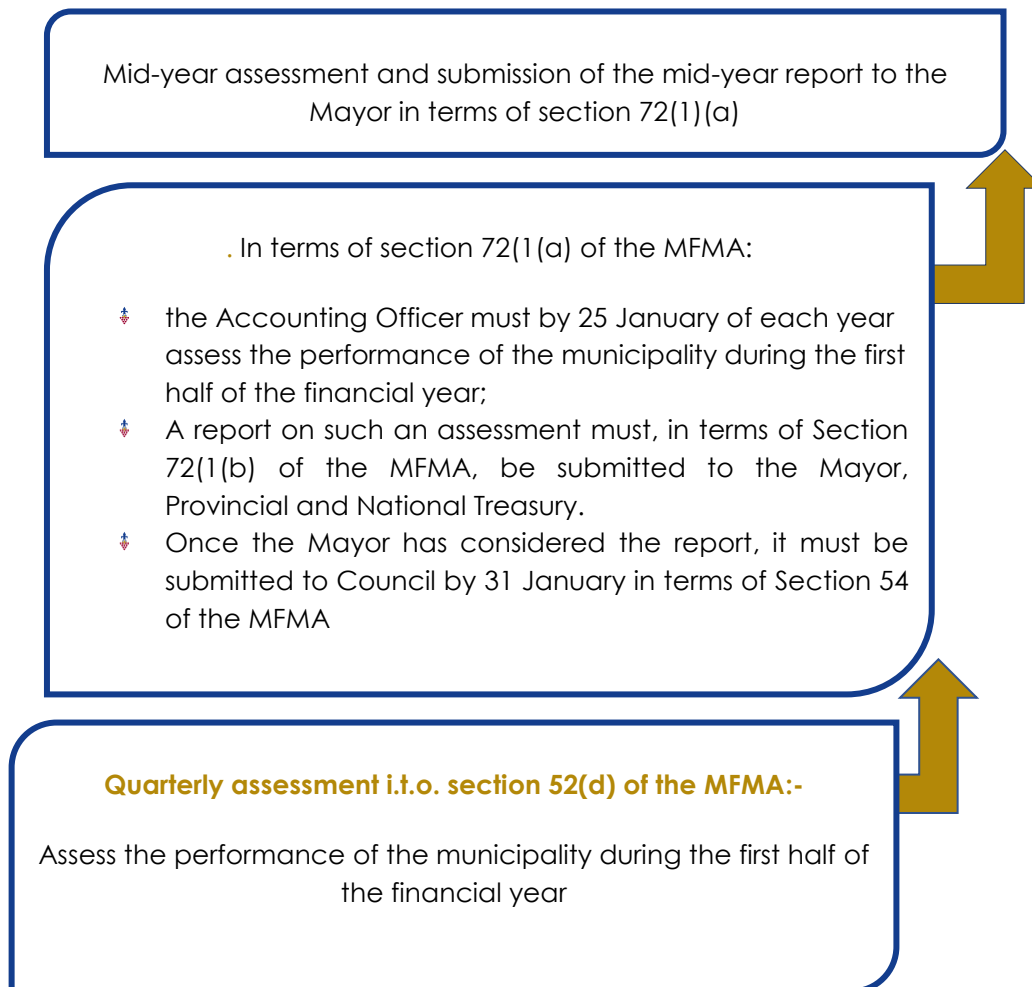 Mid-year assessment and submission of the mid-year report to the
Mayor in terms of section 72(1)(a)
. In terms of section 72(1(a) of the MFMA:
the Accounting Officer must by 25 January of each year
assess the performance of the municipality during the first
half of the financial year;
A report on such an assessment must, in terms of Section
72(1(b) of the MFMA, be submitted to the Mayor,
Provincial and National Treasury.
Once the Mayor has considered the report, it must be
submitted to Council by 31 January in terms of Section 54
of the MFMA
Quarterly assessment i.t.o. section 52(d) of the MFMA:-
Assess the performance of the municipality during the first half of
the financial year